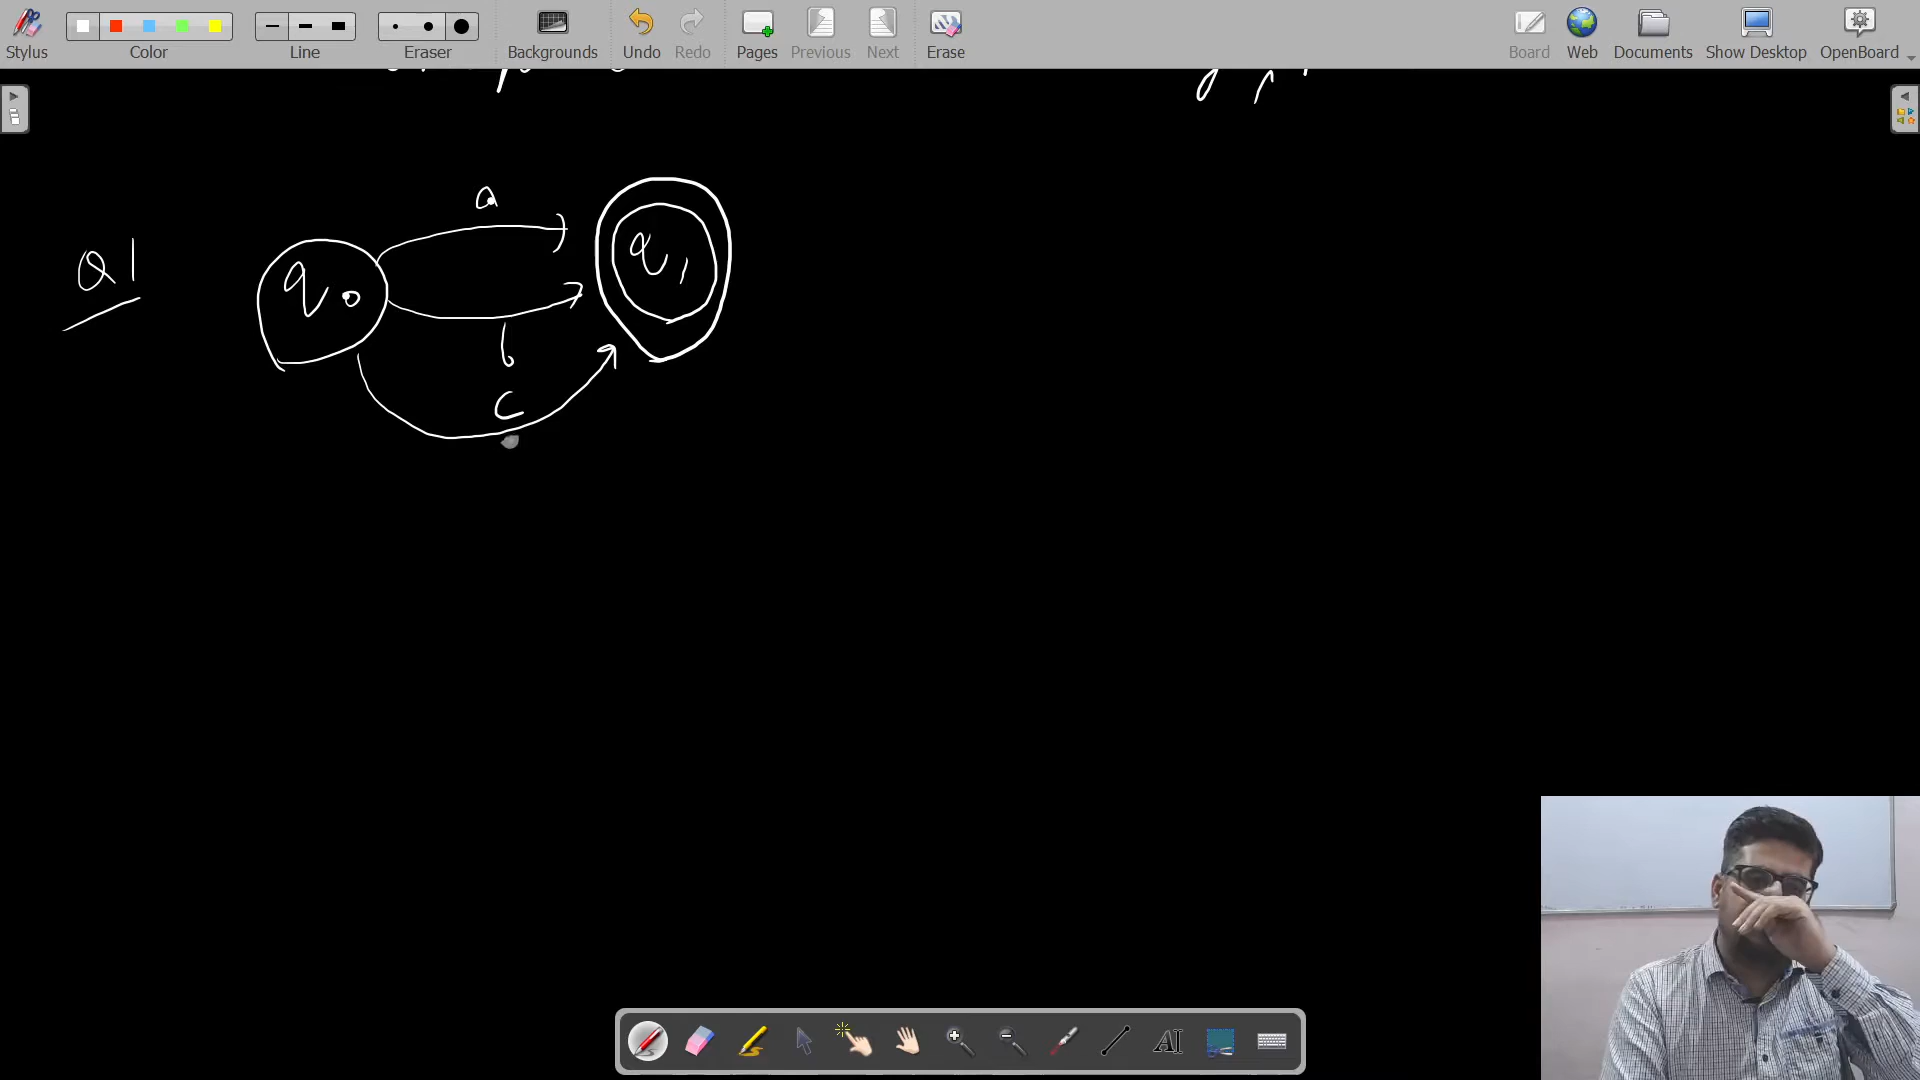 Stylus Color Line Eraser Backgrounds Undo Redo Pages Previous Next Erase Board Web Documents Show Desktop OpenBoard
a
Q1 q0 q1
b
c
AI